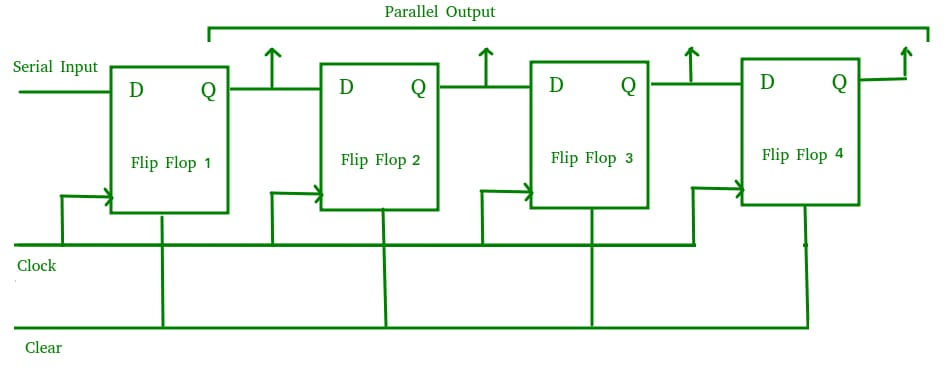 Parallel Output
Serial Input
D Q
D Q
D Q
D Q
Flip Flop 1
Flip Flop 2
Flip Flop 3
Flip Flop 4
Clock
Clear